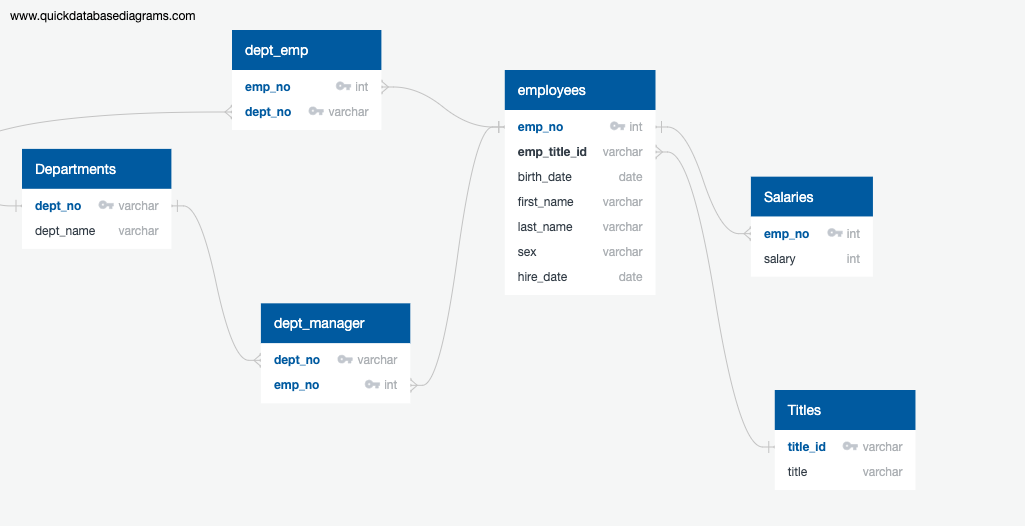 www.quickdatabasediagrams.com
dept_emp
emp_no int
dept_no varchar
employees
emp_no int
emp_title_id varchar
birth_date date
first_name varchar
last_name varchar
sex varchar
hire_date date
Departments
dept_no varchar
dept_name varchar
Salaries
emp_no int
salary int
dept_manager
dept_no varchar
emp_no int
Titles
title_id varchar
title varchar